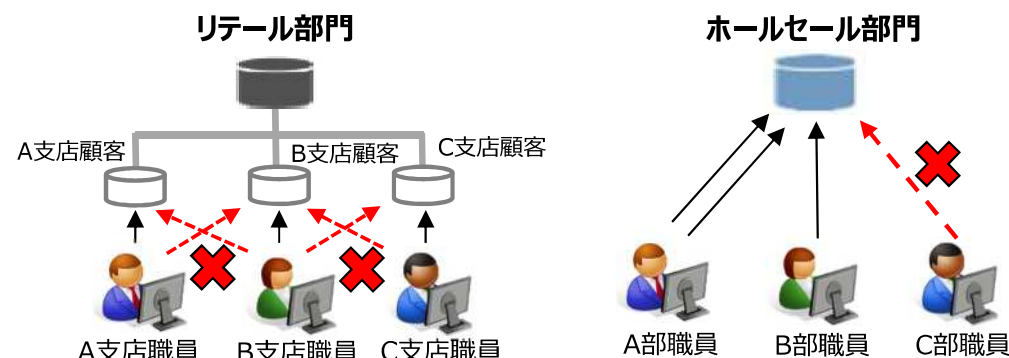 リテール部門
ホールセール部門
A支店顧客
B支店顧客
C支店顧客
A支店職員
B支店職員
C支店職員
A部職員
B部職員
C部職員